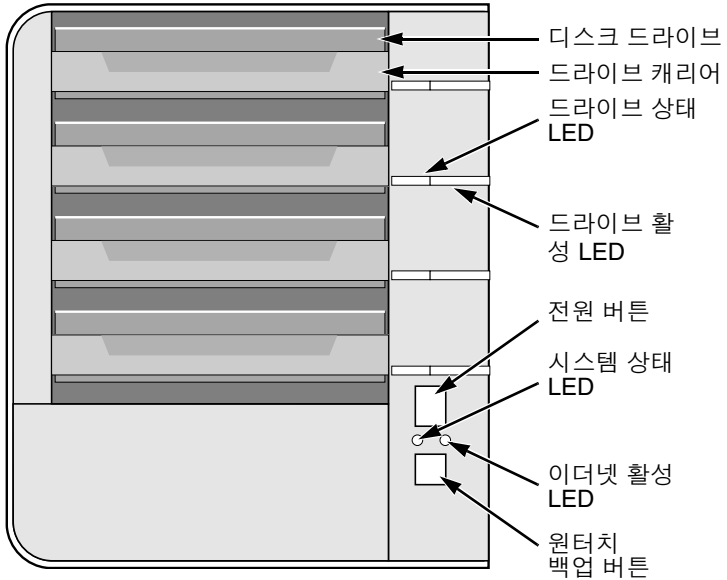 디스크 드라이브
드라이브 캐리어
드라이브 상태
LED
드라이브 활
성 LED
전원 버튼
시스템 상태
LED
이더넷 활성
LED
원터치
백업 버튼